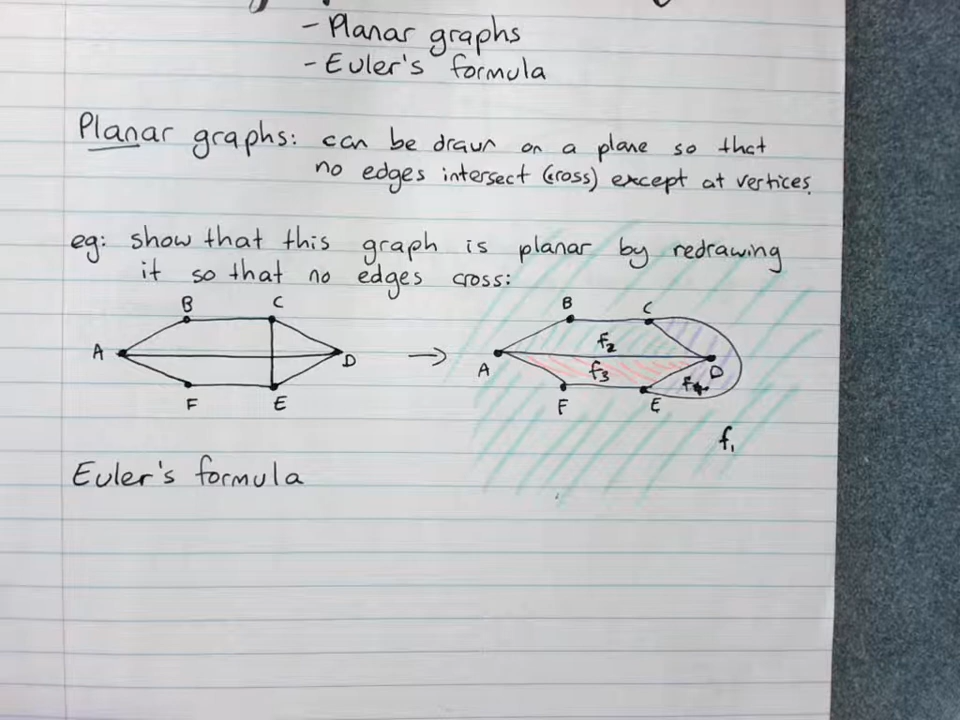 - Planar graphs
- Euler's formula
Planar graphs: can be drawn on a plane so that
no edges intersect (cross) except at vertices.
eg: show that this graph is planar by redrawing
it so that no edges cross:
B C
A D
F E
B C
f₂
A D
f₃ f₄
F E
f₁
Euler's formula